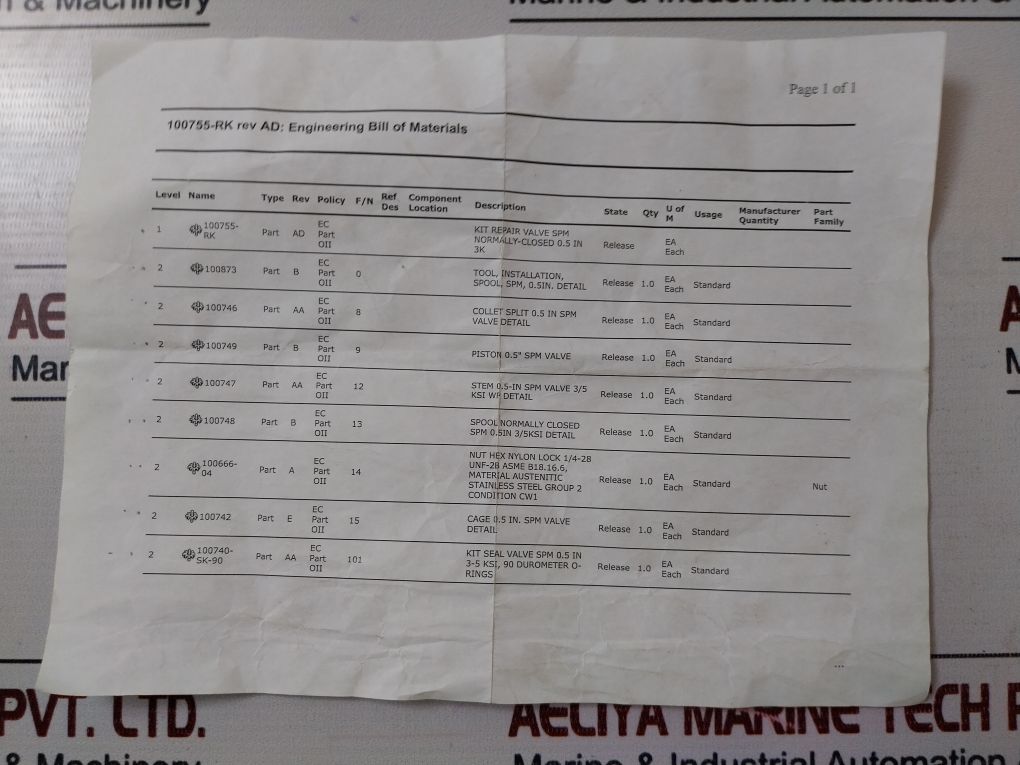 & Machinery
Marine & Industrial Automation &
Page 1 of 1
100755-RK rev AD: Engineering Bill of Materials
Level Name Type Rev Policy F/N Ref Des Component Location Description State Qty U of M Usage Manufacturer Quantity Part Family
1 100755-RK Part AD EC Part OII KIT REPAIR VALVE SPM NORMALLY-CLOSED 0.5 IN 3K Release EA Each
2 100873 Part B EC Part OII 0 TOOL, INSTALLATION, SPOOL, SPM, 0.5IN. DETAIL Release 1.0 EA Each Standard
2 100746 Part AA EC Part OII 8 COLLET SPLIT 0.5 IN SPM VALVE DETAIL Release 1.0 EA Each Standard
2 100749 Part B EC Part OII 9 PISTON 0.5" SPM VALVE Release 1.0 EA Each Standard
2 100747 Part AA EC Part OII 12 STEM 0.5-IN SPM VALVE 3/5 KSI WP DETAIL Release 1.0 EA Each Standard
2 100748 Part B EC Part OII 13 SPOOL NORMALLY CLOSED SPM 0.5IN 3/5KSI DETAIL Release 1.0 EA Each Standard
2 100666-04 Part A EC Part OII 14 NUT HEX NYLON LOCK 1/4-28 UNF-2B ASME B18.16.6, MATERIAL AUSTENITIC STAINLESS STEEL GROUP 2 CONDITION CW1 Release 1.0 EA Each Standard Nut
2 100742 Part E EC Part OII 15 CAGE 0.5 IN. SPM VALVE DETAIL Release 1.0 EA Each Standard
2 100740-SK-90 Part AA EC Part OII 101 KIT SEAL VALVE SPM 0.5 IN 3-5 KSI, 90 DUROMETER O-RINGS Release 1.0 EA Each Standard
...
AE
Mar
PVT. LTD.
AELIYA MARINE TECH P
& Machinery
Marine & Industrial Automation